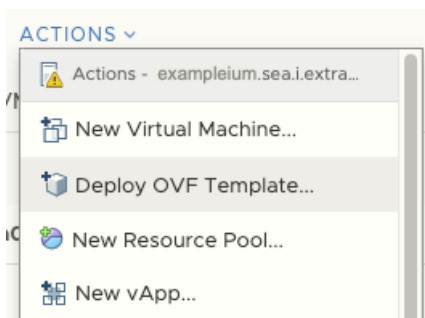 ACTIONS
Actions - exampleium.sea.i.extra...
New Virtual Machine...
Deploy OVF Template...
New Resource Pool...
New vApp...